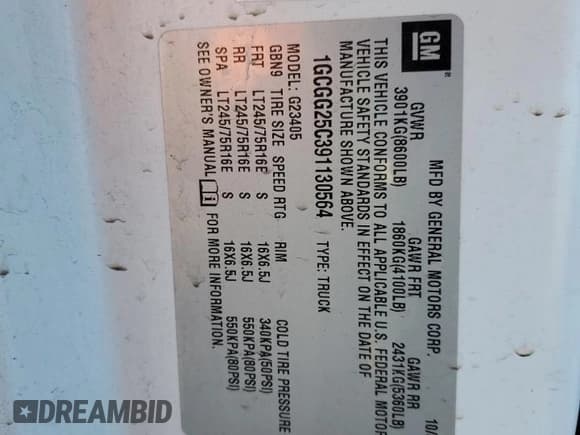 GM
MFD BY GENERAL MOTORS CORP. 10/
GVWR GAWR FRT GAWR RR
3901KG(8600LB) 1860KG(4100LB) 2431KG(5360LB)
THIS VEHICLE CONFORMS TO ALL APPLICABLE U.S. FEDERAL MOTOR
VEHICLE SAFETY STANDARDS IN EFFECT ON THE DATE OF
MANUFACTURE SHOWN ABOVE.
1GCGG25C391130564 TYPE: TRUCK
MODEL: G23405
GBN9 TIRE SIZE SPEED RTG RIM COLD TIRE PRESSURE
FRT LT245/75R16E S 16X6.5J 340KPA(50PSI)
RR LT245/75R16E S 16X6.5J 550KPA(80PSI)
SPA LT245/75R16E S 16X6.5J 550KPA(80PSI)
SEE OWNER'S MANUAL i FOR MORE INFORMATION.
DREAMBID